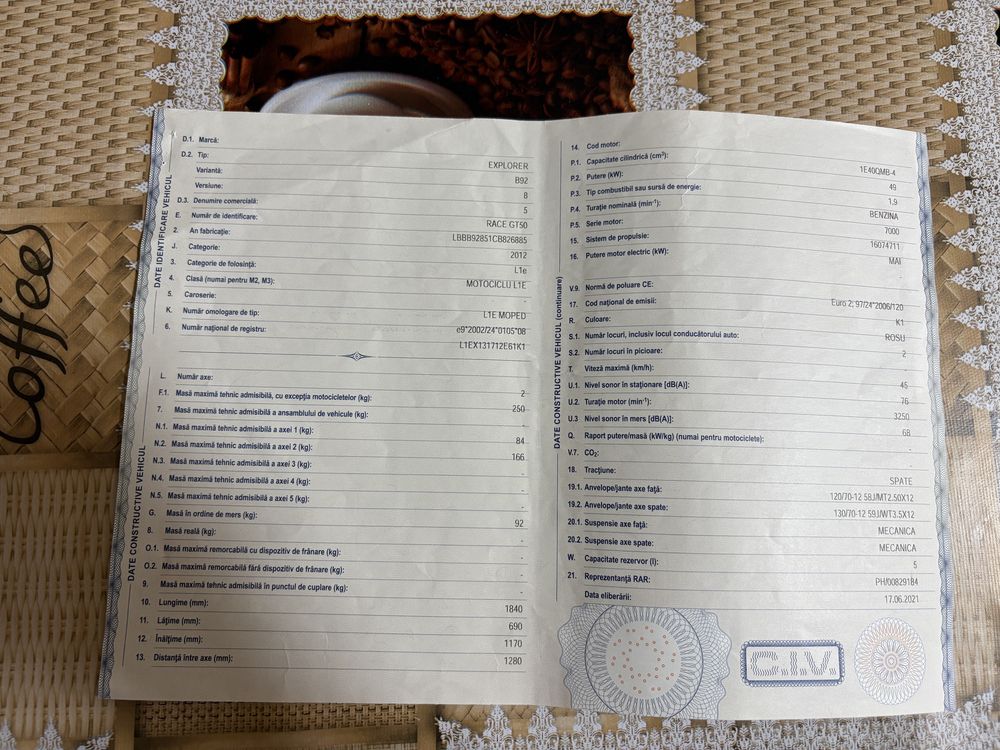 Coffee
DATE IDENTIFICARE VEHICUL
D.1. Marcă: EXPLORER
D.2. Tip: B92
Variantă: 8
Versiune: 5
D.3. Denumire comercială: RACE GT50
E. Număr de identificare: LBBB92851CB826885
2. An fabricație: 2012
J. Categorie: L1e
3. Categorie de folosință: MOTOCICLU L1E
4. Clasă (numai pentru M2, M3): -
5. Caroserie: L1E MOPED
K. Număr omologare de tip: e9*2002/24*0105*08
6. Număr național de registru: L1EX131712E61K1
DATE CONSTRUCTIVE VEHICUL
L. Număr axe: 2
F.1. Masă maximă tehnic admisibilă, cu excepția motocicletelor (kg): 250
7. Masă maximă tehnic admisibilă a ansamblului de vehicule (kg): -
N.1. Masă maximă tehnic admisibilă a axei 1 (kg): 84
N.2. Masă maximă tehnic admisibilă a axei 2 (kg): 166
N.3. Masă maximă tehnic admisibilă a axei 3 (kg): -
N.4. Masă maximă tehnic admisibilă a axei 4 (kg): -
N.5. Masă maximă tehnic admisibilă a axei 5 (kg): -
G. Masă în ordine de mers (kg): 92
8. Masă reală (kg): -
O.1. Masă maximă remorcabilă cu dispozitiv de frânare (kg): -
O.2. Masă maximă remorcabilă fără dispozitiv de frânare (kg): -
9. Masă maximă tehnic admisibilă în punctul de cuplare (kg): -
10. Lungime (mm): 1840
11. Lățime (mm): 690
12. Înălțime (mm): 1170
13. Distanță între axe (mm): 1280
DATE CONSTRUCTIVE VEHICUL (continuare)
14. Cod motor: 1E40QMB-4
P.1. Capacitate cilindrică (cm³): 49
P.2. Putere (kW): 1.9
P.3. Tip combustibil sau sursă de energie: BENZINA
P.4. Turație nominală (min⁻¹): 7000
P.5. Serie motor: 16074711
15. Sistem de propulsie: MAI
16. Putere motor electric (kW):
V.9. Normă de poluare CE: Euro 2; 97/24*2006/120
17. Cod național de emisii: K1
R. Culoare: ROSU
S.1. Număr locuri, inclusiv locul conducătorului auto: 2
S.2. Număr locuri în picioare: -
T. Viteză maximă (km/h): 45
U.1. Nivel sonor în staționare [dB(A)]: 76
U.2. Turație motor (min⁻¹): 3250
U.3 Nivel sonor în mers [dB(A)]: 68
Q. Raport putere/masă (kW/kg) (numai pentru motociclete): -
V.7. CO₂: -
18. Tracțiune: SPATE
19.1. Anvelope/jante axe față: 120/70-12 58J/MT2.50X12
19.2. Anvelope/jante axe spate: 130/70-12 59J/WT3.5X12
20.1. Suspensie axe față: MECANICA
20.2. Suspensie axe spate: MECANICA
W. Capacitate rezervor (l): 5
21. Reprezentanță RAR: PH/00829184
Data eliberării: 17.06.2021
C.I.V.